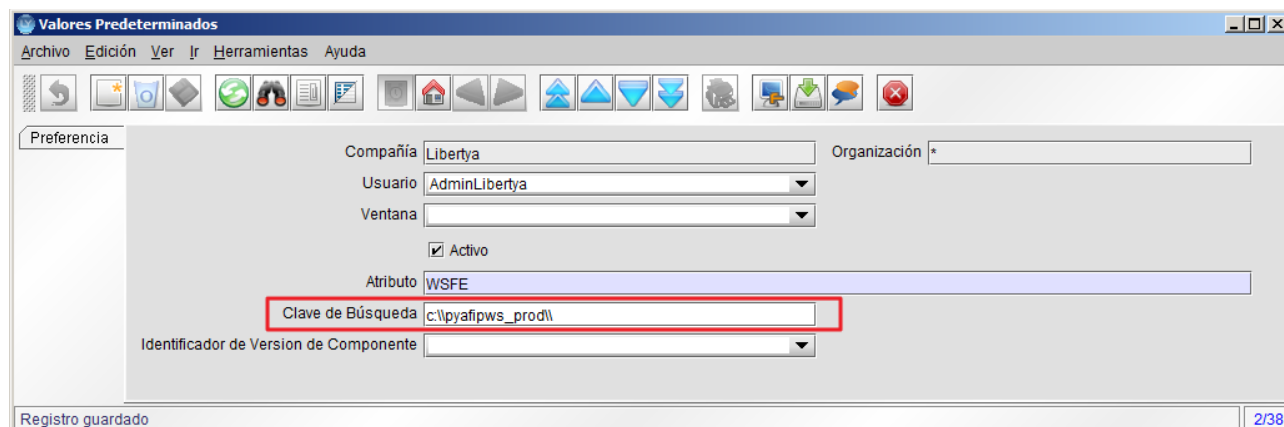 Valores Predeterminados
Archivo Edición Ver Ir Herramientas Ayuda
Preferencia
Compañía Libertya Organización *
Usuario AdminLibertya
Ventana
Activo
Atributo WSFE
Clave de Búsqueda c:\\pyafipws_prod\\
Identificador de Version de Componente
Registro guardado 2/38